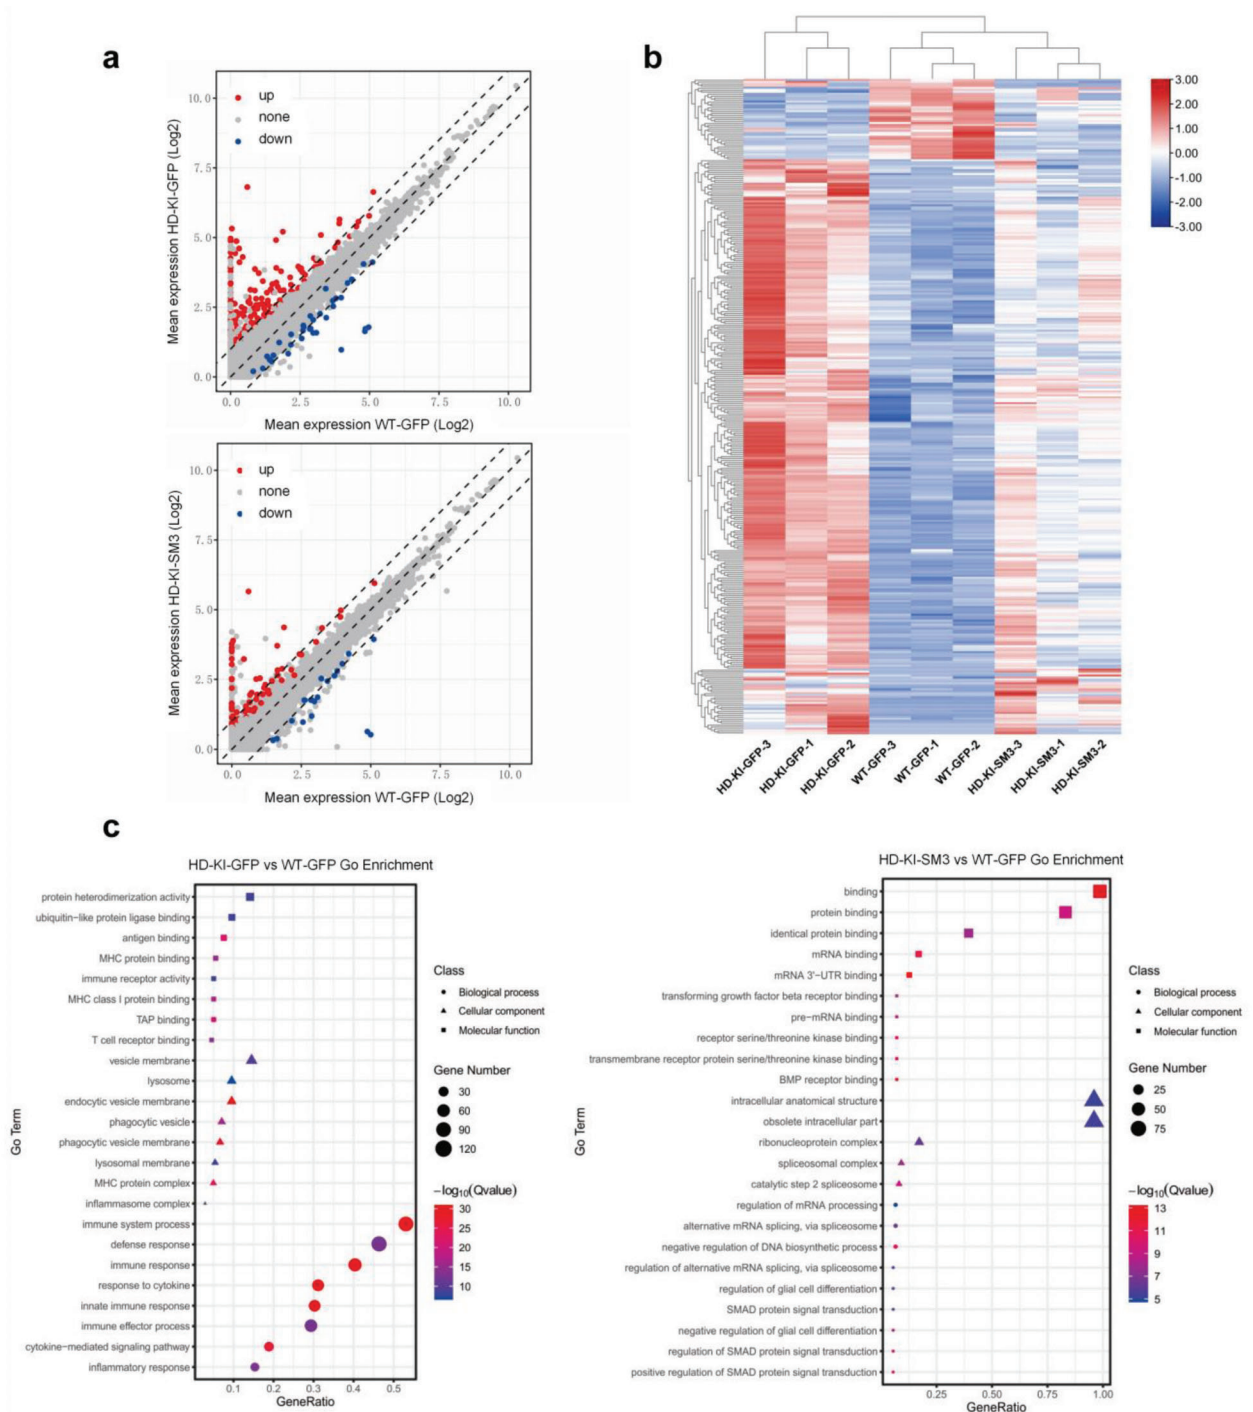 a
up
none
down
10.0
7.5
5.0
2.5
0.0
Mean expression HD-KI-GFP (Log2)
0.0 2.5 5.0 7.5 10.0
Mean expression WT-GFP (Log2)
up
none
down
10.0
7.5
5.0
2.5
0.0
Mean expression HD-KI-SM3 (Log2)
0.0 2.5 5.0 7.5 10.0
Mean expression WT-GFP (Log2)
b
3.00
2.00
1.00
0.00
-1.00
-2.00
-3.00
HD-KI-GFP-3
HD-KI-GFP-1
HD-KI-GFP-2
WT-GFP-3
WT-GFP-1
WT-GFP-2
HD-KI-SM3-3
HD-KI-SM3-1
HD-KI-SM3-2
c
HD-KI-GFP vs WT-GFP Go Enrichment
Go Term
protein heterodimerization activity
ubiquitin-like protein ligase binding
antigen binding
MHC protein binding
immune receptor activity
MHC class I protein binding
TAP binding
T cell receptor binding
vesicle membrane
lysosome
endocytic vesicle membrane
phagocytic vesicle
phagocytic vesicle membrane
lysosomal membrane
MHC protein complex
inflammasome complex
immune system process
defense response
immune response
response to cytokine
innate immune response
immune effector process
cytokine-mediated signaling pathway
inflammatory response
0.1 0.2 0.3 0.4 0.5
GeneRatio
Class
Biological process
Cellular component
Molecular function
Gene Number
30
60
90
120
-log10(Qvalue)
30
25
20
15
10
HD-KI-SM3 vs WT-GFP Go Enrichment
Go Term
binding
protein binding
identical protein binding
mRNA binding
mRNA 3'-UTR binding
transforming growth factor beta receptor binding
pre-mRNA binding
receptor serine/threonine kinase binding
transmembrane receptor protein serine/threonine kinase binding
BMP receptor binding
intracellular anatomical structure
obsolete intracellular part
ribonucleoprotein complex
spliceosomal complex
catalytic step 2 spliceosome
regulation of mRNA processing
alternative mRNA splicing, via spliceosome
negative regulation of DNA biosynthetic process
regulation of alternative mRNA splicing, via spliceosome
regulation of glial cell differentiation
SMAD protein signal transduction
negative regulation of glial cell differentiation
regulation of SMAD protein signal transduction
positive regulation of SMAD protein signal transduction
0.25 0.50 0.75 1.00
GeneRatio
Class
Biological process
Cellular component
Molecular function
Gene Number
25
50
75
-log10(Qvalue)
13
11
9
7
5